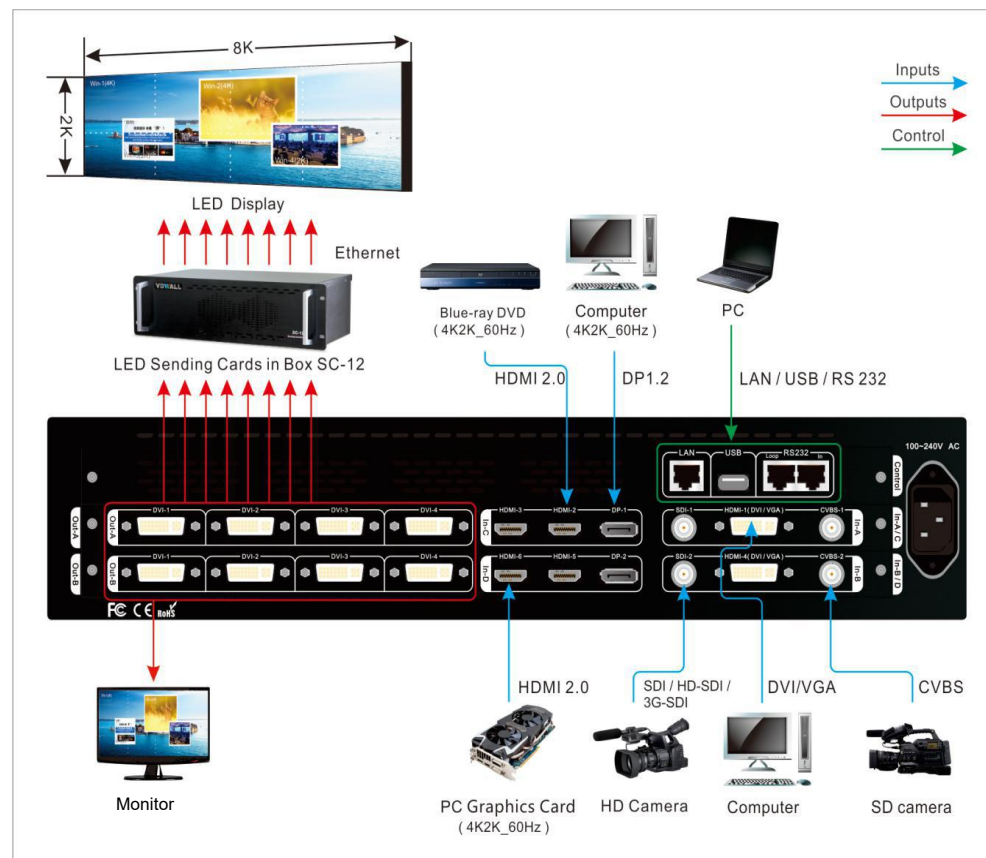 8K
2K
Win-1(4K)
Win-2(4K)
Win-4(2K)
LED Display
Inputs
Outputs
Control
Ethernet
VDWALL
SC-12
LED Sending Cards in Box SC-12
Blue-ray DVD
( 4K2K_60Hz )
Computer
( 4K2K_60Hz )
PC
HDMI 2.0
DP1.2
LAN / USB / RS 232
100~240V AC
LAN
USB
Loop
RS232
In
Control
Out-A
DVI-1
DVI-2
DVI-3
DVI-4
In-C
HDMI-3
HDMI-2
DP-1
SDI-1
HDMI-1( DVI / VGA )
CVBS-1
In-A
In-A / C
Out-A
Out-B
DVI-1
DVI-2
DVI-3
DVI-4
Out-B
In-D
HDMI-6
HDMI-5
DP-2
SDI-2
HDMI-4( DVI / VGA )
CVBS-2
In-B
In-B / D
FC CE RoHS
HDMI 2.0
SDI / HD-SDI /
3G-SDI
DVI/VGA
CVBS
Monitor
PC Graphics Card
( 4K2K_60Hz )
HD Camera
Computer
SD camera